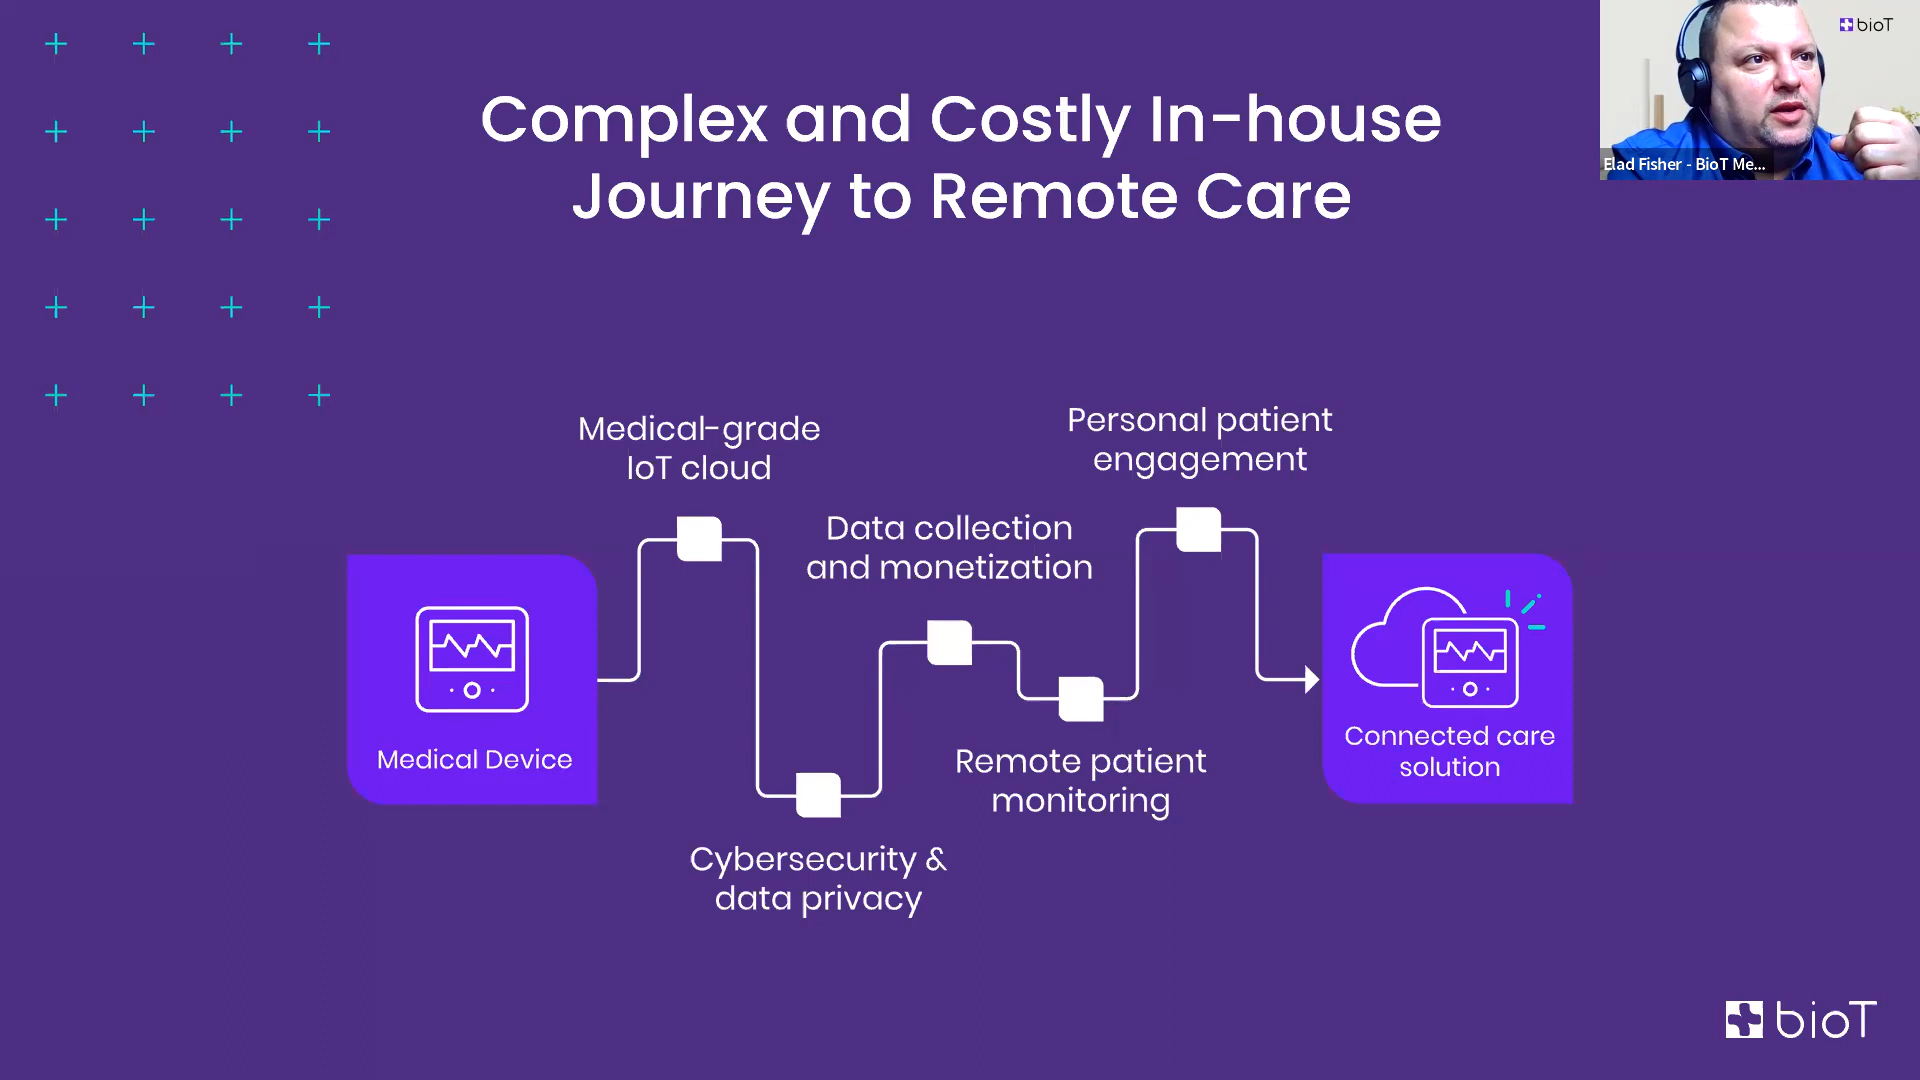 bioT
Elad Fisher - BioT Me...
Complex and Costly In-house
Journey to Remote Care
Medical-grade
IoT cloud
Personal patient
engagement
Data collection
and monetization
Medical Device
Connected care
solution
Remote patient
monitoring
Cybersecurity &
data privacy
bioT